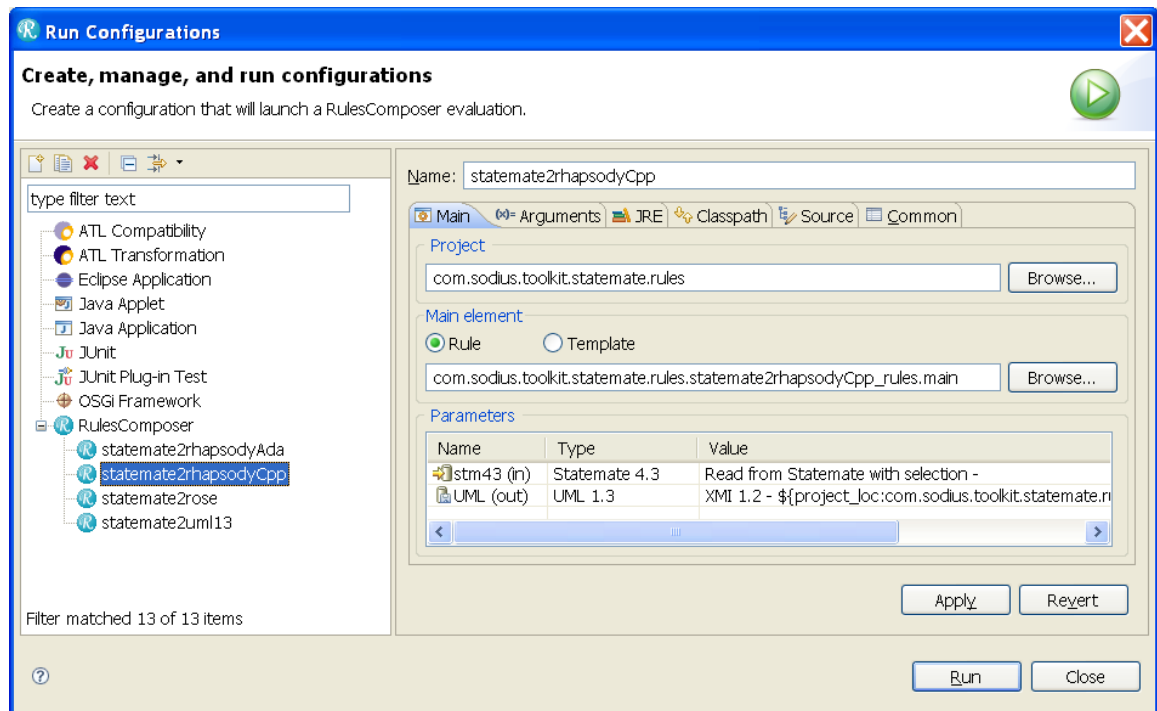 Run Configurations
Create, manage, and run configurations
Create a configuration that will launch a RulesComposer evaluation.
type filter text
ATL Compatibility
ATL Transformation
Eclipse Application
Java Applet
Java Application
JUnit
JUnit Plug-in Test
OSGi Framework
RulesComposer
statemate2rhapsodyAda
statemate2rhapsodyCpp
statemate2rose
statemate2uml13
Filter matched 13 of 13 items
Name: statemate2rhapsodyCpp
Main (x)= Arguments JRE Classpath Source Common
Project
com.sodius.toolkit.statemate.rules Browse...
Main element
Rule Template
com.sodius.toolkit.statemate.rules.statemate2rhapsodyCpp_rules.main Browse...
Parameters
Name Type Value
stm43 (in) Statemate 4.3 Read from Statemate with selection -
UML (out) UML 1.3 XMI 1.2 - ${project_loc:com.sodius.toolkit.statemate.ru
Apply Revert
Run Close